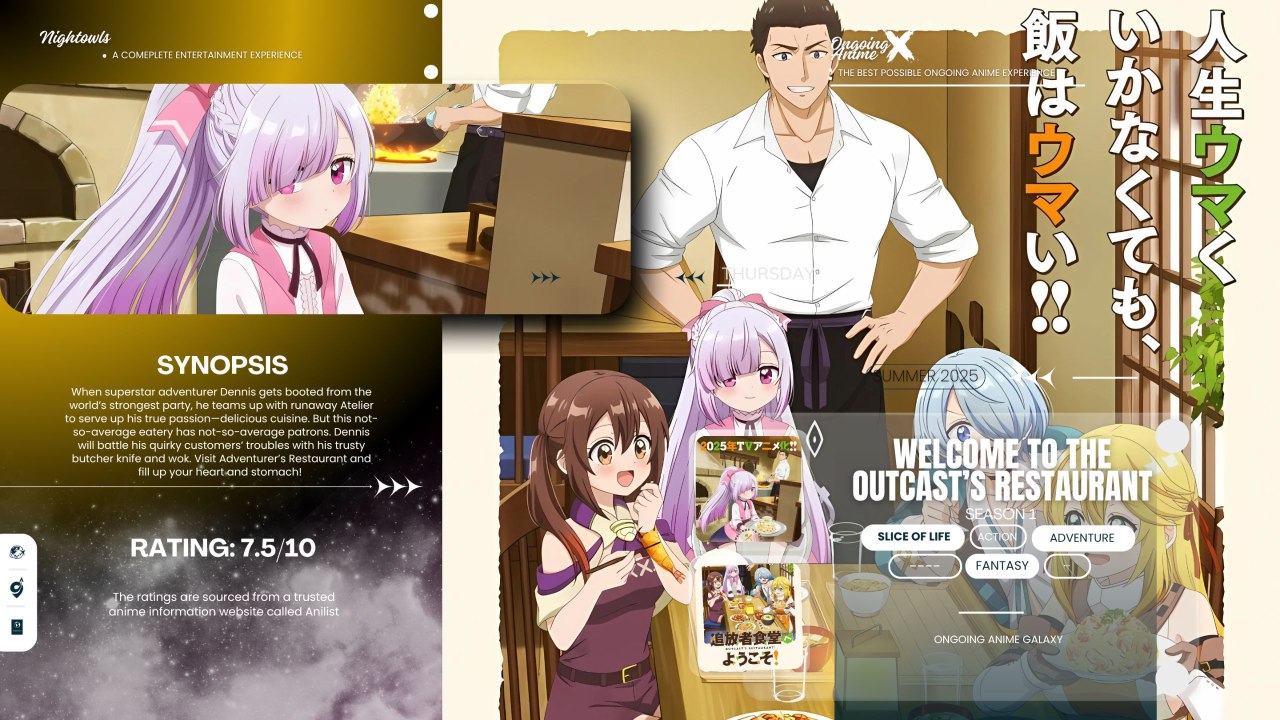 Nightowls
• A COMEPLETE ENTERTAINMENT EXPERIENCE
SYNOPSIS
When superstar adventurer Dennis gets booted from the
world's strongest party, he teams up with runaway Atelier
to serve up his true passion—delicious cuisine. But this not-
so-average eatery has not-so-average patrons. Dennis
will battle his quirky customers' troubles with his trusty
butcher knife and wok. Visit Adventurer's Restaurant and
fill up your heart and stomach!
RATING: 7.5/10
The ratings are sourced from a trusted
anime information website called Anilist
Ongoing
Anime X
THE BEST POSSIBLE ONGOING ANIME EXPERIENCE
人生ウマく
いかなくても、
飯はウマい!!
THURSDAY
SUMMER 2025
2025年TVアニメ化!!
追放者食堂へ
OUTCAST'S RESTAURANT
ようこそ!
WELCOME TO THE
OUTCAST'S RESTAURANT
SEASON 1
SLICE OF LIFE
ACTION
ADVENTURE
----
FANTASY
--
ONGOING ANIME GALAXY